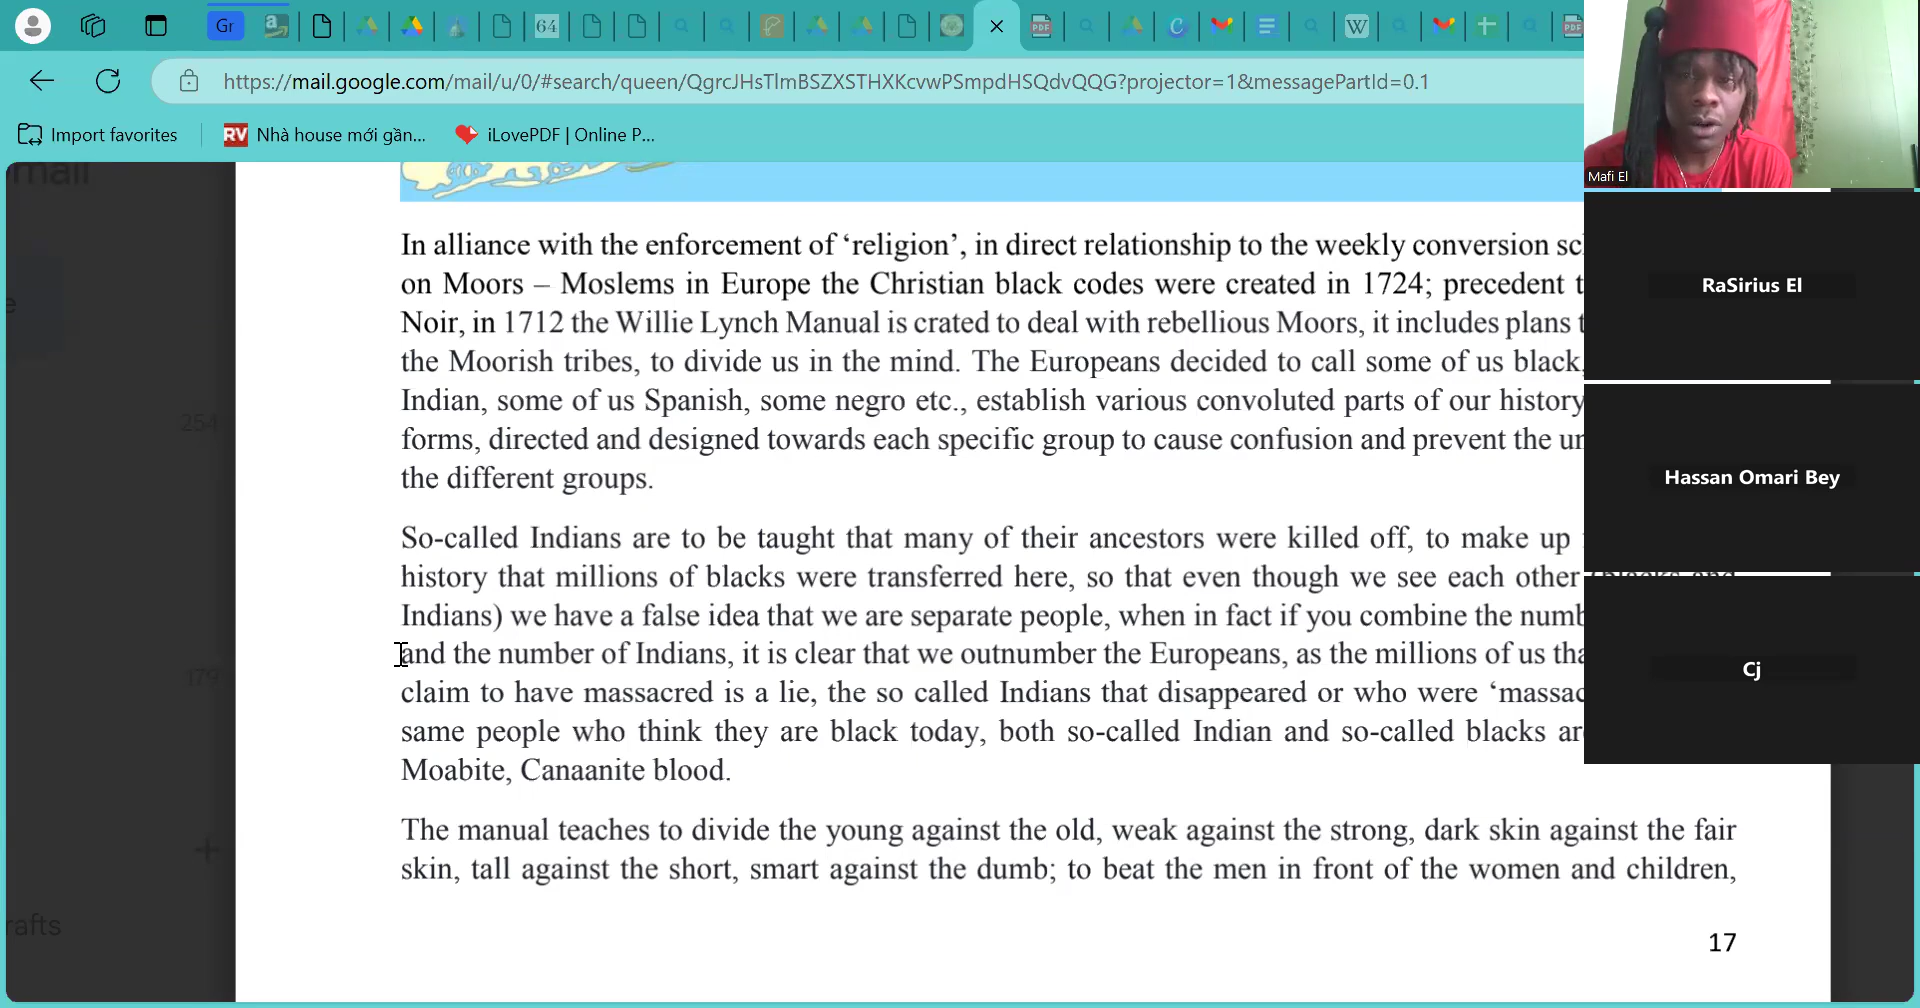 Gr
64
W
https://mail.google.com/mail/u/0/#search/queen/QgrcJHsTlmBSZXSTHXKcvwPSmpdHSQdvQQG?projector=1&messagePartId=0.1
Import favorites
RV Nhà house mới gần...
iLovePDF | Online P...
In alliance with the enforcement of ‘religion’, in direct relationship to the weekly conversion
on Moors – Moslems in Europe the Christian black codes were created in 1724; precedent
Noir, in 1712 the Willie Lynch Manual is crated to deal with rebellious Moors, it includes plans
the Moorish tribes, to divide us in the mind. The Europeans decided to call some of us black,
Indian, some of us Spanish, some negro etc., establish various convoluted parts of our history
forms, directed and designed towards each specific group to cause confusion and prevent the
the different groups.
So-called Indians are to be taught that many of their ancestors were killed off, to make up
history that millions of blacks were transferred here, so that even though we see each other
Indians) we have a false idea that we are separate people, when in fact if you combine the
and the number of Indians, it is clear that we outnumber the Europeans, as the millions of us
claim to have massacred is a lie, the so called Indians that disappeared or who were
same people who think they are black today, both so-called Indian and so-called blacks
Moabite, Canaanite blood.
The manual teaches to divide the young against the old, weak against the strong, dark skin against the fair
skin, tall against the short, smart against the dumb; to beat the men in front of the women and children,
17
254
179
Mafi El
RaSirius El
Hassan Omari Bey
Cj